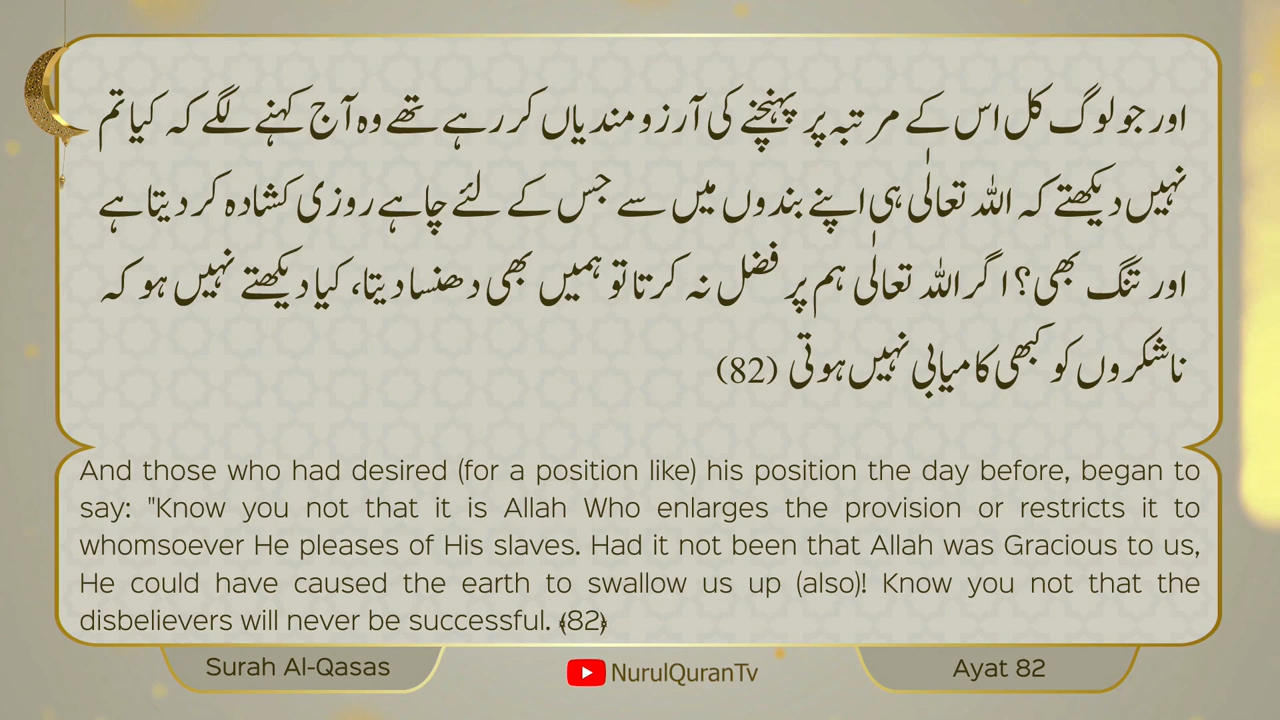 اور جو لوگ کل اس کے مرتبہ پر پہنچنے کی آرزو مندیاں کر رہے تھے وہ آج کہنے لگے کہ کیا تم
نہیں دیکھتے کہ اللہ تعالٰی ہی اپنے بندوں میں سے جس کے لئے چاہے روزی کشادہ کر دیتا ہے
اور تنگ بھی؟ اگر اللہ تعالٰی ہم پر فضل نہ کرتا تو ہمیں بھی دھنسا دیتا، کیا دیکھتے نہیں ہو کہ
ناشکروں کو کبھی کامیابی نہیں ہوتی (82)
And those who had desired (for a position like) his position the day before, began to
say: "Know you not that it is Allah Who enlarges the provision or restricts it to
whomsoever He pleases of His slaves. Had it not been that Allah was Gracious to us,
He could have caused the earth to swallow us up (also)! Know you not that the
disbelievers will never be successful. ﴾82﴿
Surah Al-Qasas
NurulQuranTv
Ayat 82